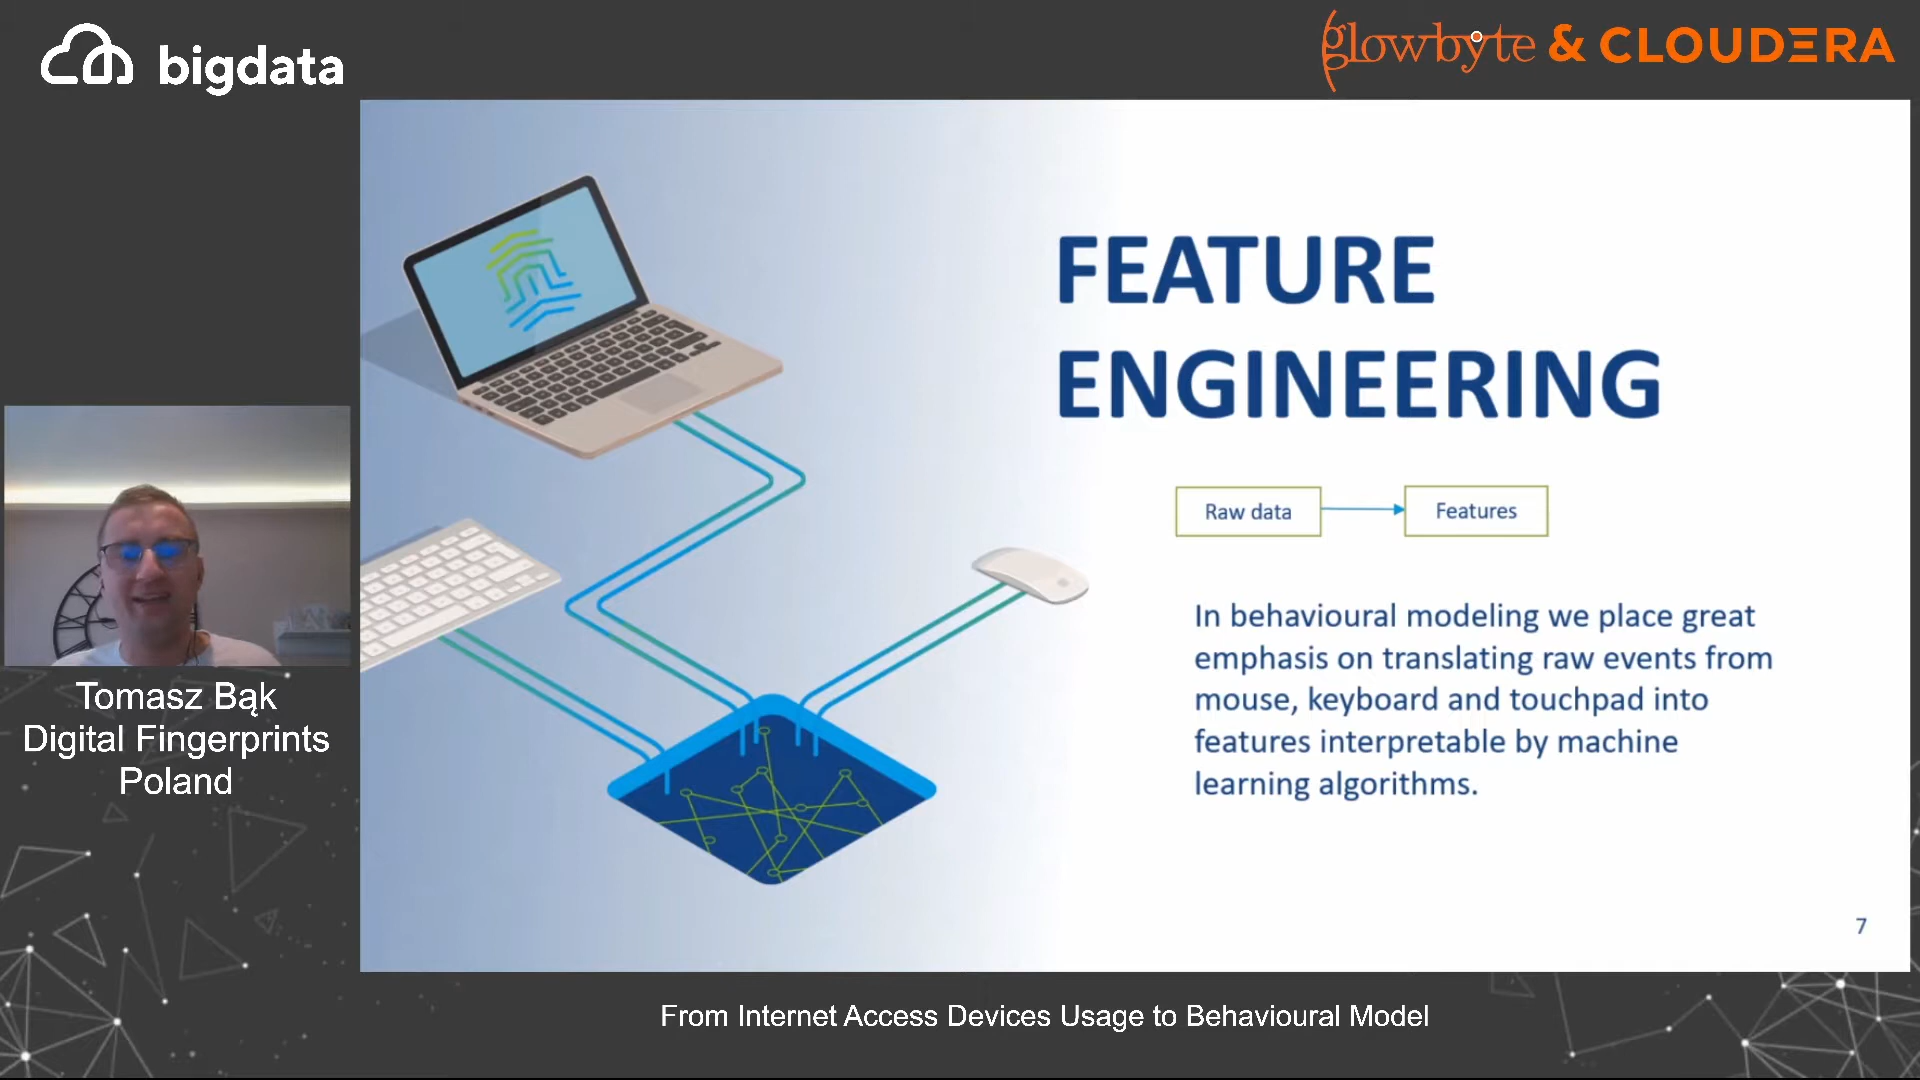 bigdata
glowbyte & CLOUDERA
FEATURE
ENGINEERING
Raw data
Features
In behavioural modeling we place great
emphasis on translating raw events from
mouse, keyboard and touchpad into
features interpretable by machine
learning algorithms.
7
Tomasz Bąk
Digital Fingerprints
Poland
From Internet Access Devices Usage to Behavioural Model